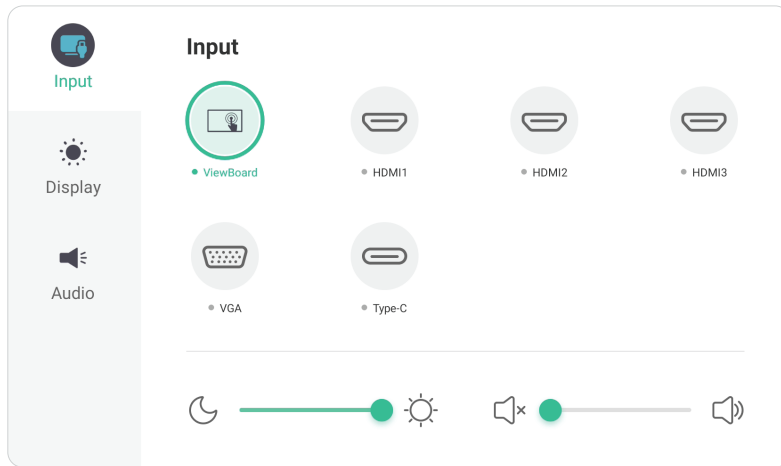 Input
Display
Audio
Input
ViewBoard
HDMI1
HDMI2
HDMI3
VGA
Type-C